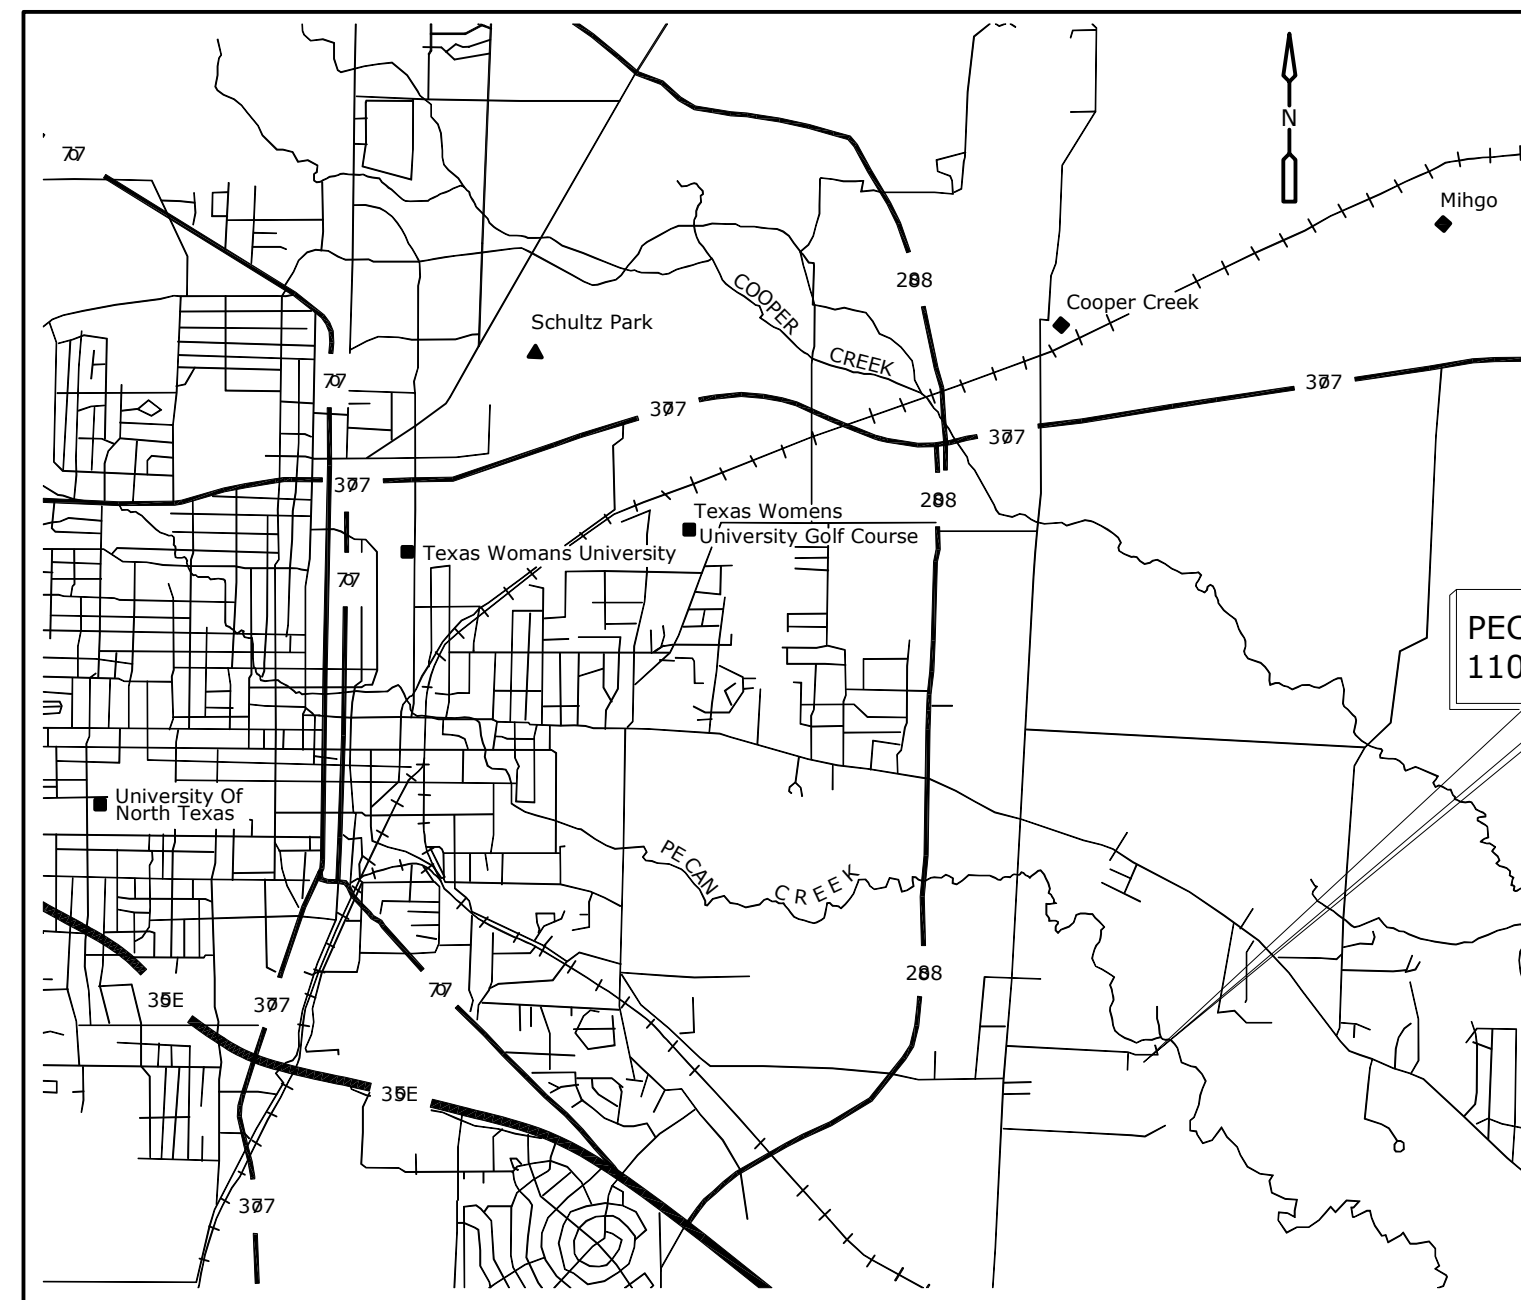 N
77
Mihgo
COOPER
288
Cooper Creek
Schultz Park
CREEK
77
377
377
377
377
288
Texas Womens
University Golf Course
Texas Womans University
77
PEC
110
University Of
North Texas
PECAN
CREEK
288
35E
377
77
35E
377